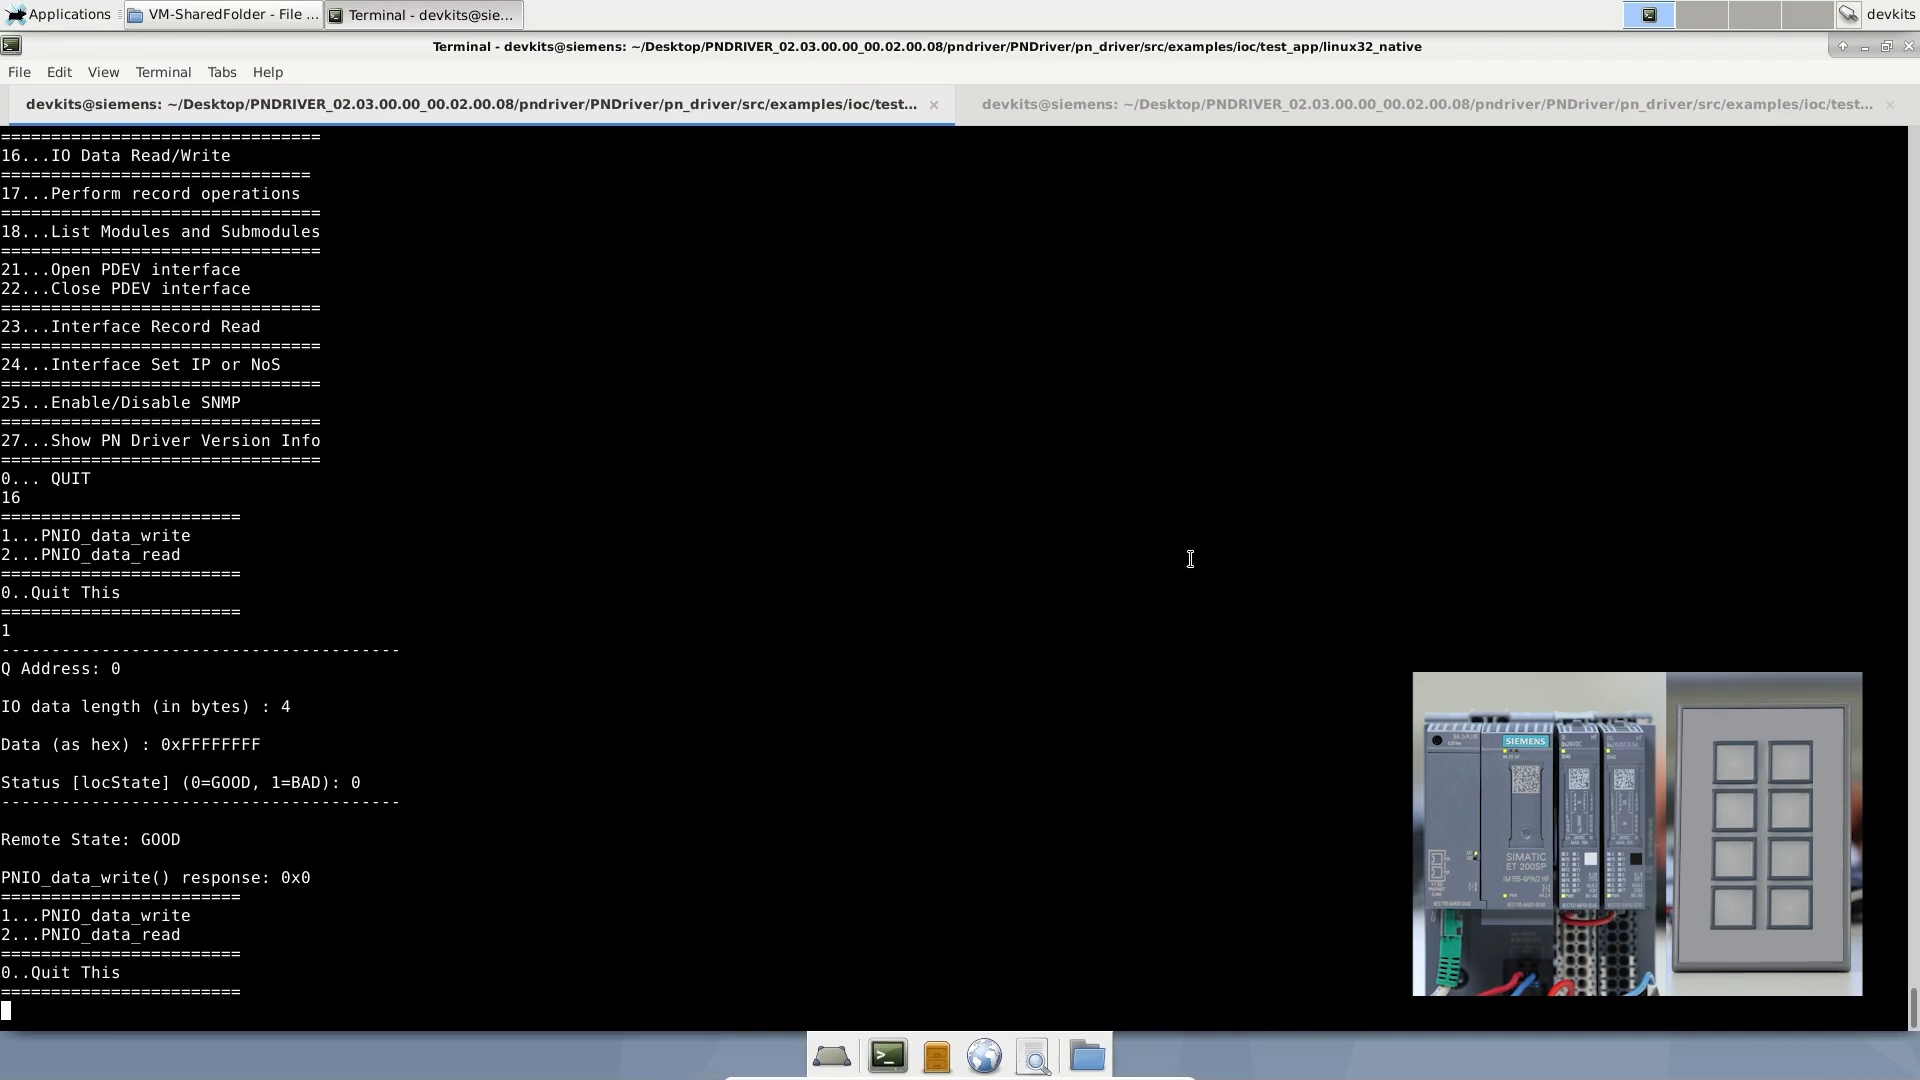 Applications
VM-SharedFolder - File ...
Terminal - devkits@sie...
devkits
Terminal - devkits@siemens: ~/Desktop/PNDRIVER_02.03.00.00_00.02.00.08/pndriver/PNDriver/pn_driver/src/examples/ioc/test_app/linux32_native
File Edit View Terminal Tabs Help
devkits@siemens: ~/Desktop/PNDRIVER_02.03.00.00_00.02.00.08/pndriver/PNDriver/pn_driver/src/examples/ioc/test...
devkits@siemens: ~/Desktop/PNDRIVER_02.03.00.00_00.02.00.08/pndriver/PNDriver/pn_driver/src/examples/ioc/test...
================================
16...IO Data Read/Write
===============================
17...Perform record operations
================================
18...List Modules and Submodules
================================
21...Open PDEV interface
22...Close PDEV interface
================================
23...Interface Record Read
================================
24...Interface Set IP or NoS
================================
25...Enable/Disable SNMP
================================
27...Show PN Driver Version Info
================================
0... QUIT
16
========================
1...PNIO_data_write
2...PNIO_data_read
========================
0..Quit This
========================
1
----------------------------------------
Q Address: 0
IO data length (in bytes) : 4
Data (as hex) : 0xFFFFFFFF
Status [locState] (0=GOOD, 1=BAD): 0
----------------------------------------
Remote State: GOOD
PNIO_data_write() response: 0x0
========================
1...PNIO_data_write
2...PNIO_data_read
========================
0..Quit This
========================
SIEMENS
SIMATIC
ET 200SP
IM 155-6PN/2 HF